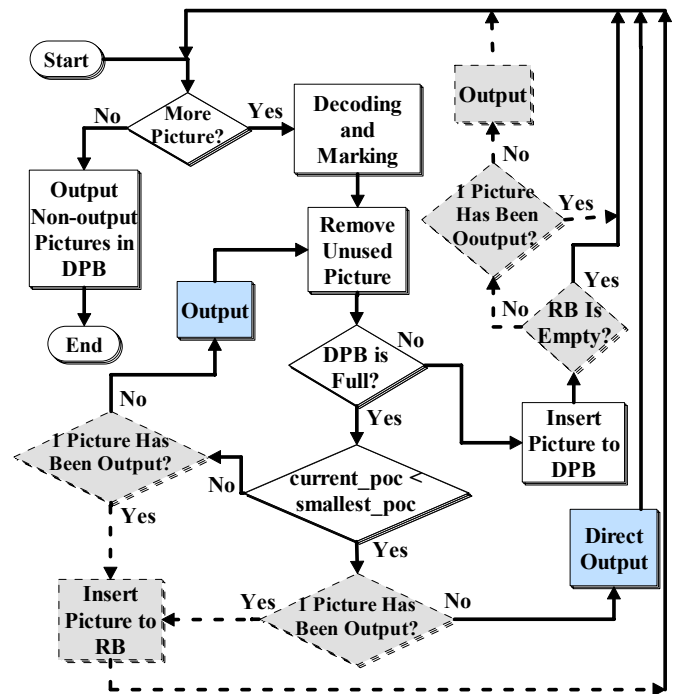 Start
No
More
Picture?
Yes
Decoding
and
Marking
Output
Output
Non-output
Pictures in
DPB
End
Remove
Unused
Picture
Output
No
1 Picture
Has Been
Ooutput?
Yes
No
RB Is
Empty?
Yes
DPB is
Full?
No
Yes
Insert
Picture to
DPB
No
1 Picture Has
Been Output?
Yes
No
current_poc <
smallest_poc
Yes
Direct
Output
Insert
Picture to
RB
Yes
1 Picture Has
Been Output?
No